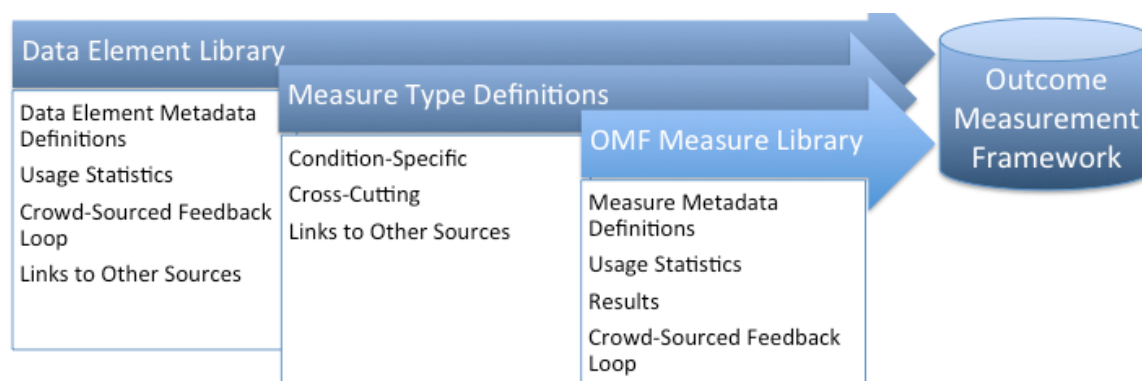 Data Element Library
Data Element Metadata
Definitions
Usage Statistics
Crowd-Sourced Feedback
Loop
Links to Other Sources
Measure Type Definitions
Condition-Specific
Cross-Cutting
Links to Other Sources
OMF Measure Library
Measure Metadata
Definitions
Usage Statistics
Results
Crowd-Sourced Feedback
Loop
Outcome
Measurement
Framework